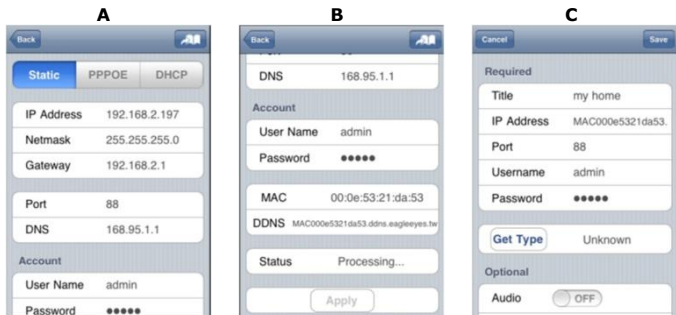 A
Back
Static PPPOE DHCP
IP Address 192.168.2.197
Netmask 255.255.255.0
Gateway 192.168.2.1
Port 88
DNS 168.95.1.1
Account
User Name admin
Password •••••
B
Back
DNS 168.95.1.1
Account
User Name admin
Password •••••
MAC 00:0e:53:21:da:53
DDNS MAC000e5321da53.ddns.eagleeyes.tw
Status Processing...
Apply
C
Cancel Save
Required
Title my home
IP Address MAC000e5321da53.
Port 88
Username admin
Password •••••
Get Type Unknown
Optional
Audio OFF